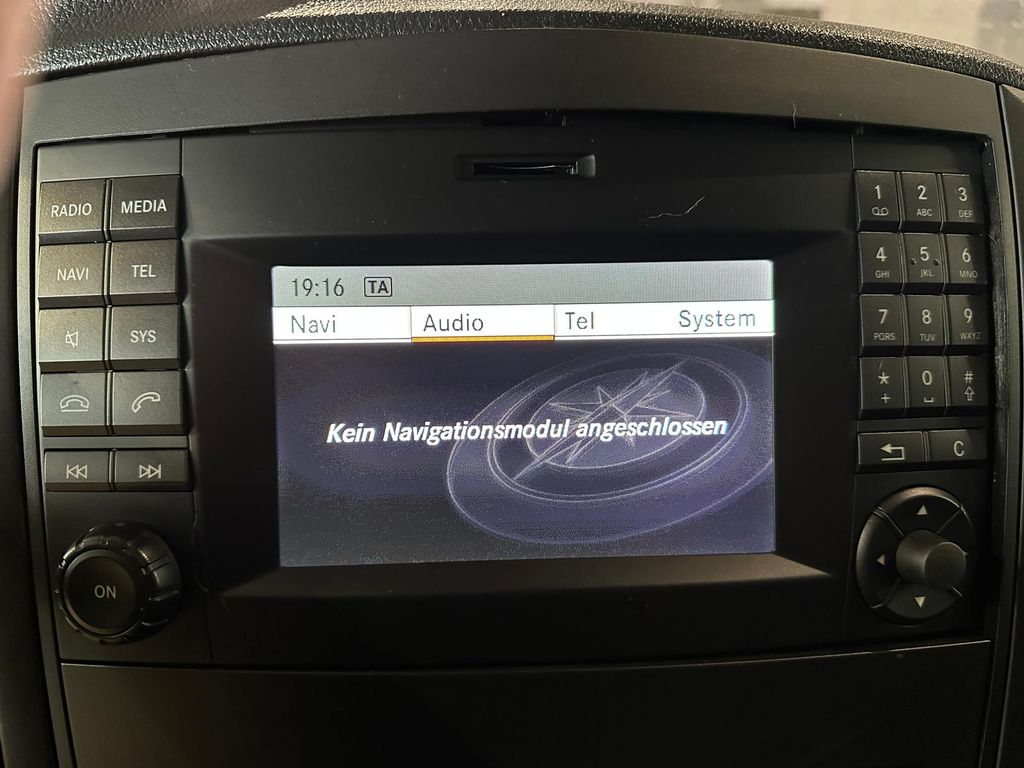 RADIO MEDIA
NAVI TEL
SYS
ON
19:16 TA
Navi Audio Tel System
Kein Navigationsmodul angeschlossen
1 2 3
ABC DEF
4 5 6
GHI JKL MNO
7 8 9
PQRS TUV WXYZ
* 0 #
+
C